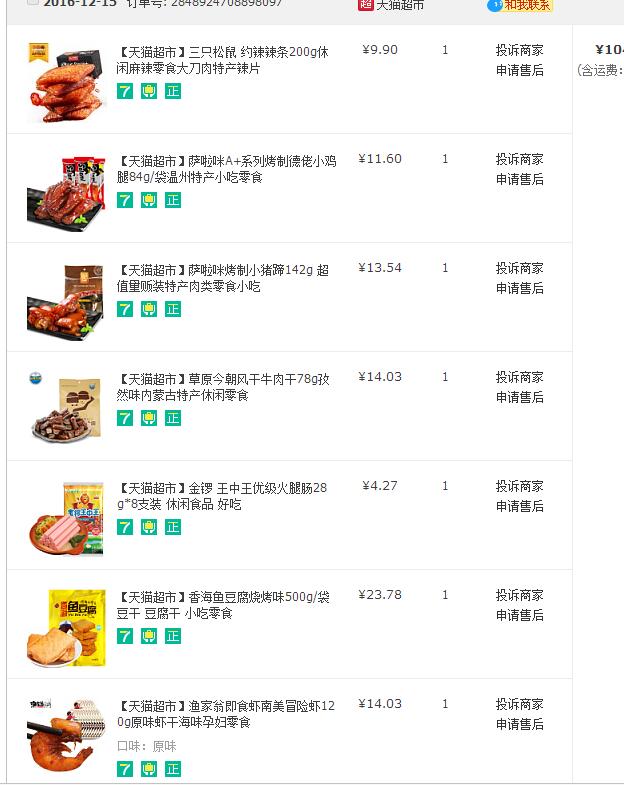 2016-12-15 订单号: 2848924708898097
超 天猫超市
和我联系
【天猫超市】三只松鼠 约辣辣条200g休
闲麻辣零食大刀肉特产辣片
¥9.90
1
投诉商家
申请售后
¥104
(含运费:
7 正
【天猫超市】萨啦咪A+系列烤制德佬小鸡
腿84g/袋温州特产小吃零食
¥11.60
1
投诉商家
申请售后
7 正
【天猫超市】萨啦咪烤制小猪蹄142g 超
值量贩装特产肉类零食小吃
¥13.54
1
投诉商家
申请售后
7 正
【天猫超市】草原今朝风干牛肉干78g孜
然味内蒙古特产休闲零食
¥14.03
1
投诉商家
申请售后
7 正
【天猫超市】金锣 王中王优级火腿肠28
g*8支装 休闲食品 好吃
¥4.27
1
投诉商家
申请售后
7 正
【天猫超市】香海鱼豆腐烧烤味500g/袋
豆干 豆腐干 小吃零食
¥23.78
1
投诉商家
申请售后
7 正
鱼豆腐
【天猫超市】渔家翁即食虾南美冒险虾12
0g原味虾干海味孕妇零食
¥14.03
1
投诉商家
申请售后
口味：原味
7 正